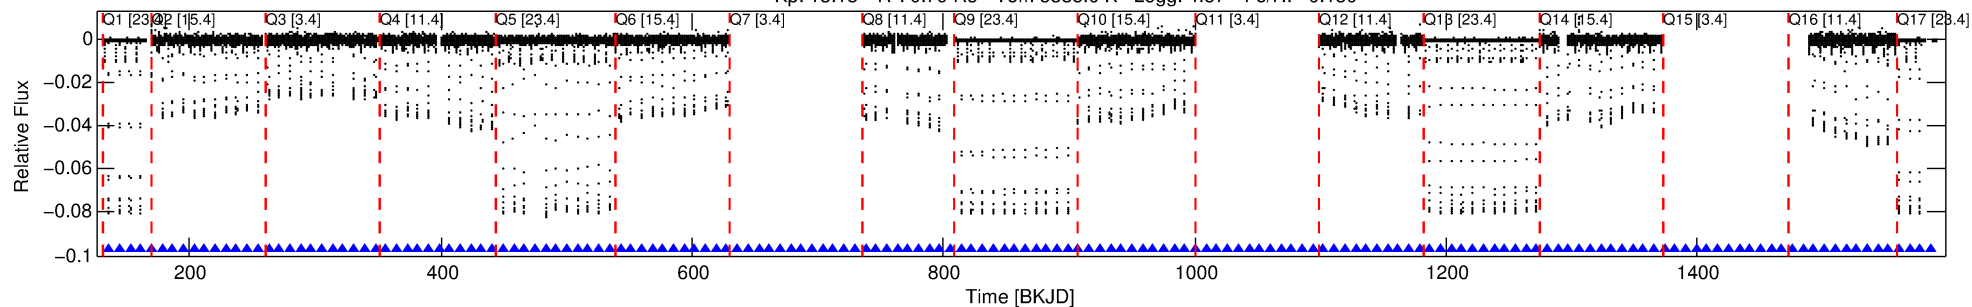 Q1 [23.4] Q2 [15.4] Q3 [3.4] Q4 [11.4] Q5 [23.4] Q6 [15.4] Q7 [3.4] Q8 [11.4] Q9 [23.4] Q10 [15.4] Q11 [3.4] Q12 [11.4] Q13 [23.4] Q14 [15.4] Q15 [3.4] Q16 [11.4] Q17 [23.4]
0
−0.02
−0.04
−0.06
−0.08
−0.1
Relative Flux
200 400 600 800 1000 1200 1400
Time [BKJD]